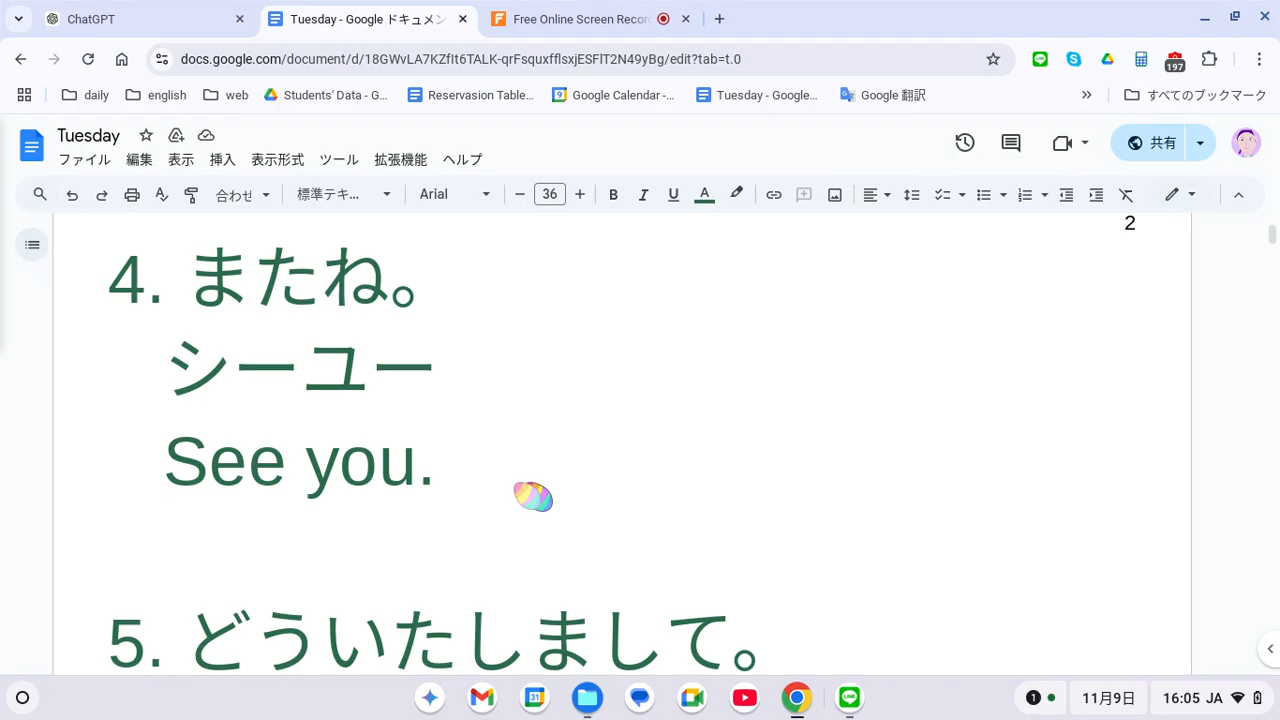 ChatGPT
Tuesday - Google ドキュメン
Free Online Screen Recor
docs.google.com/document/d/
/edit?tab=t.0
197
daily
english
web
Students' Data - G...
Reservasion Table...
Google Calendar -...
Tuesday - Google...
Google 翻訳
»
すべてのブックマーク
Tuesday
共有
ファイル 編集 表示 挿入 表示形式 ツール 拡張機能 ヘルプ
合わせ
標準テキ...
Arial
36
B I U A
2
4. またね。
シーユー
See you.
5. どういたしまして。
31
LINE
1
11月9日
16:05 JA